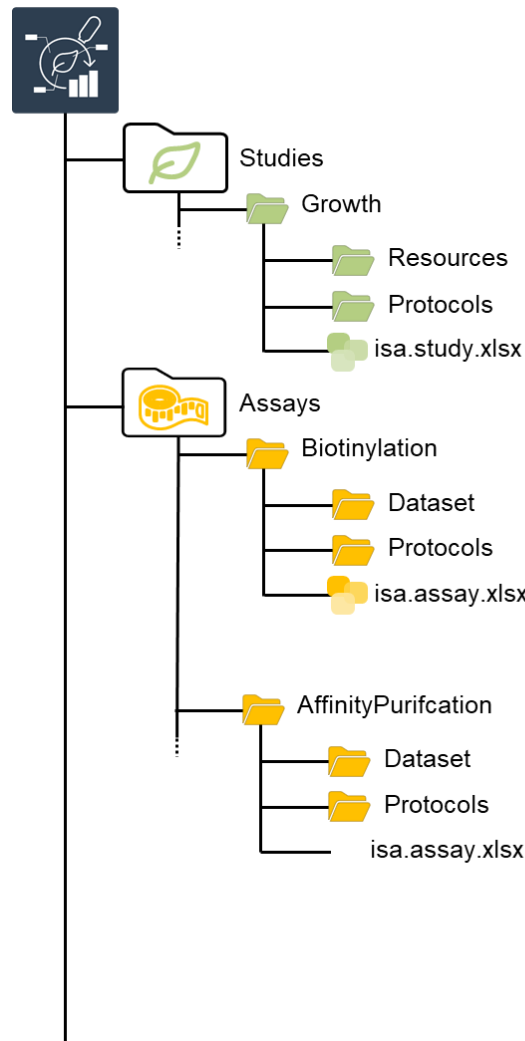 Studies
Growth
Resources
Protocols
isa.study.xlsx
Assays
Biotinylation
Dataset
Protocols
isa.assay.xlsx
AffinityPurifcation
Dataset
Protocols
isa.assay.xlsx